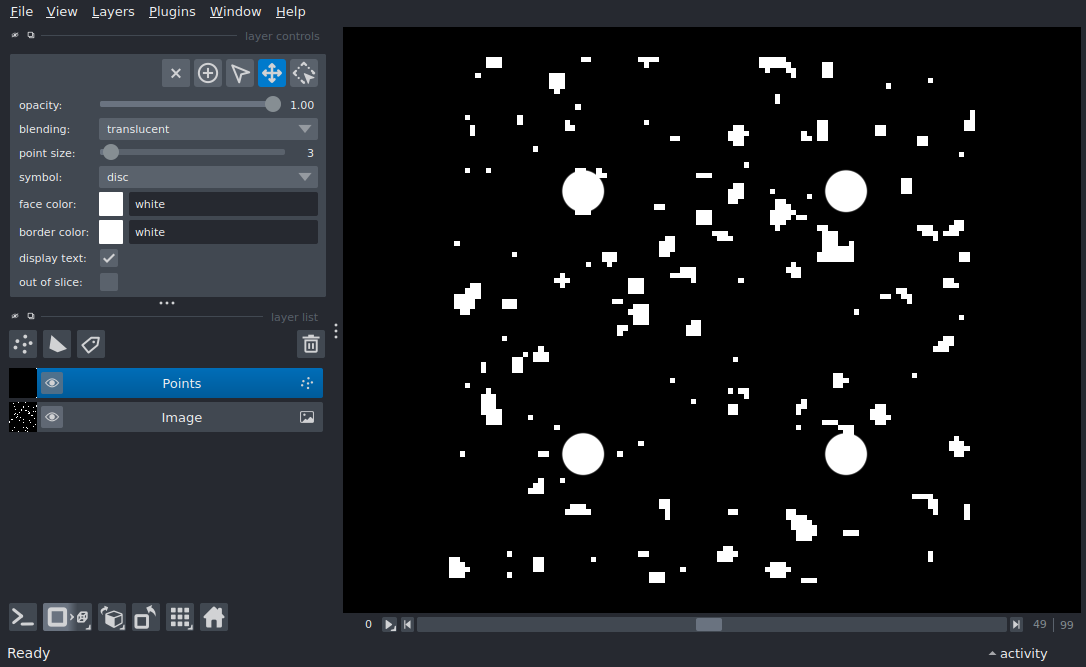 File View Layers Plugins Window Help
layer controls
opacity: 1.00
blending: translucent
point size: 3
symbol: disc
face color: white
border color: white
display text:
out of slice:
layer list
Points
Image
0 49 | 99
Ready activity